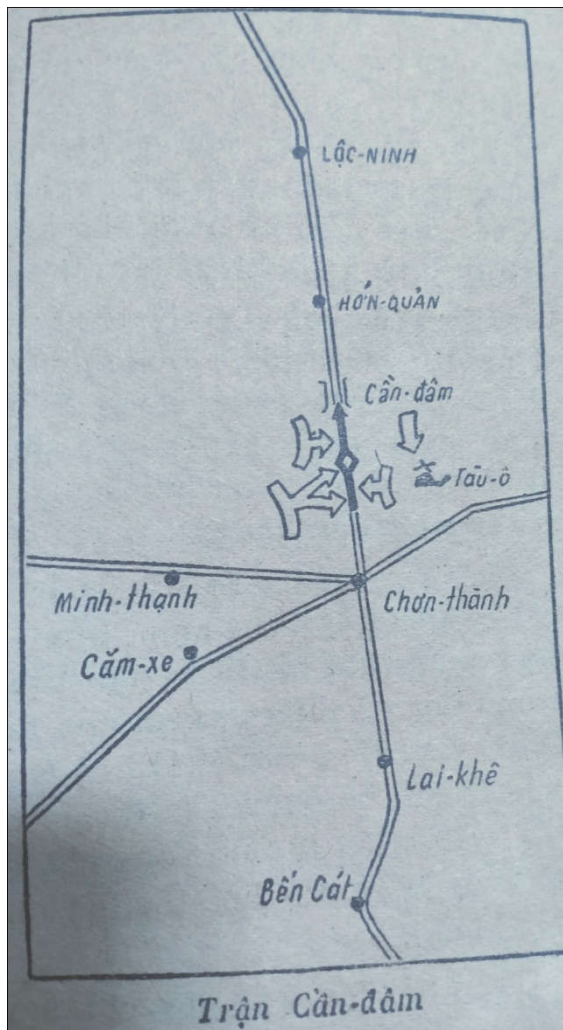 LỘC-NINH
HỚN-QUẢN
Cần-đâm
Tàu-ô
Minh-thạnh
Chơn-thành
Căm-xe
Lai-khê
Bến Cát
Trận Cần-đâm